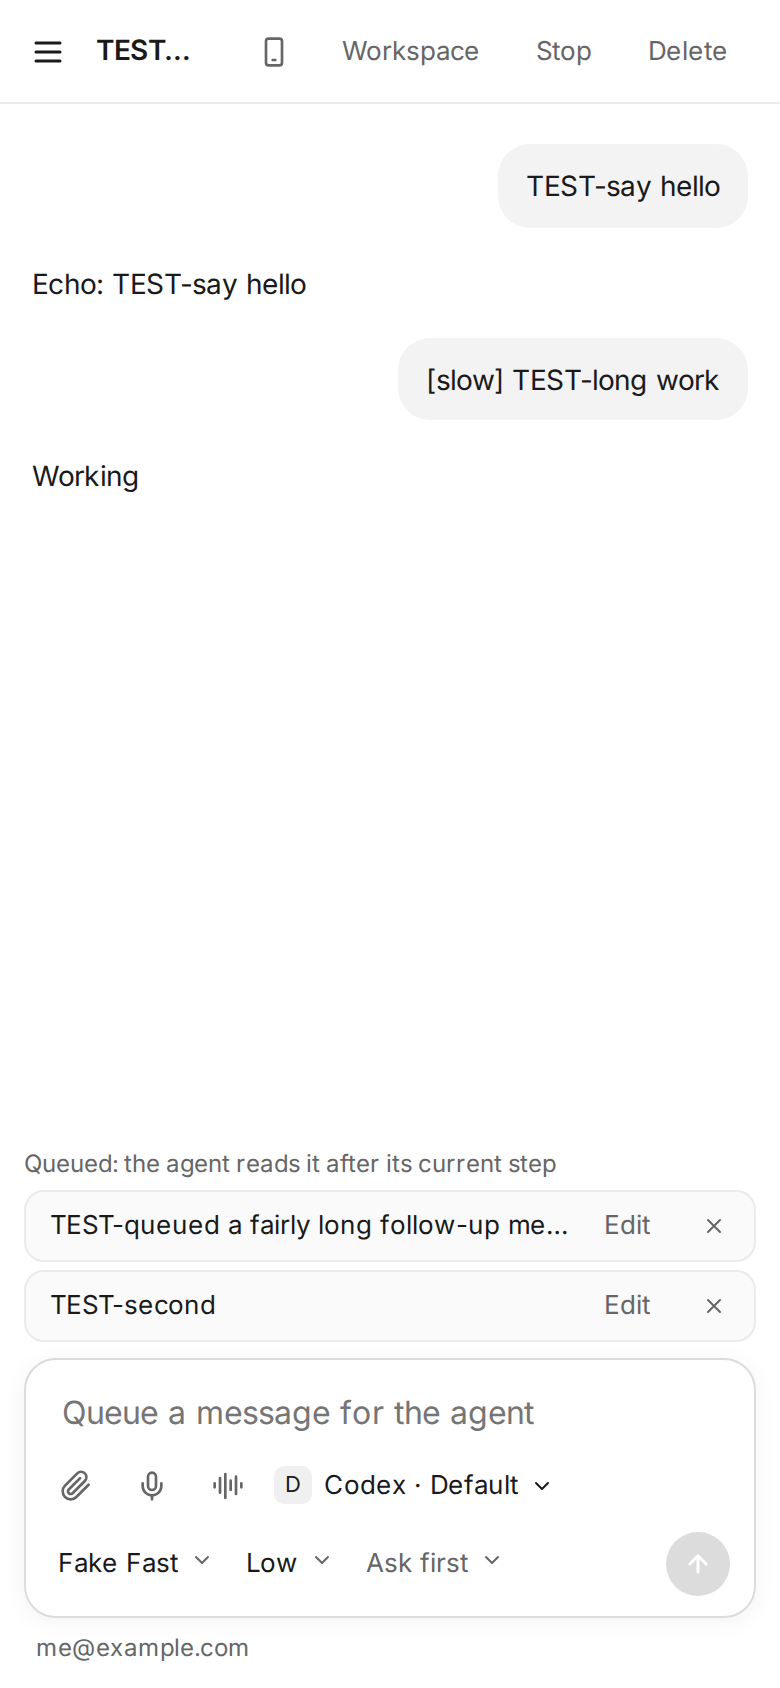 TEST... Workspace Stop Delete
TEST-say hello
Echo: TEST-say hello
[slow] TEST-long work
Working
Queued: the agent reads it after its current step
TEST-queued a fairly long follow-up me... Edit
TEST-second Edit
Queue a message for the agent
D Codex · Default
Fake Fast Low Ask first
me@example.com